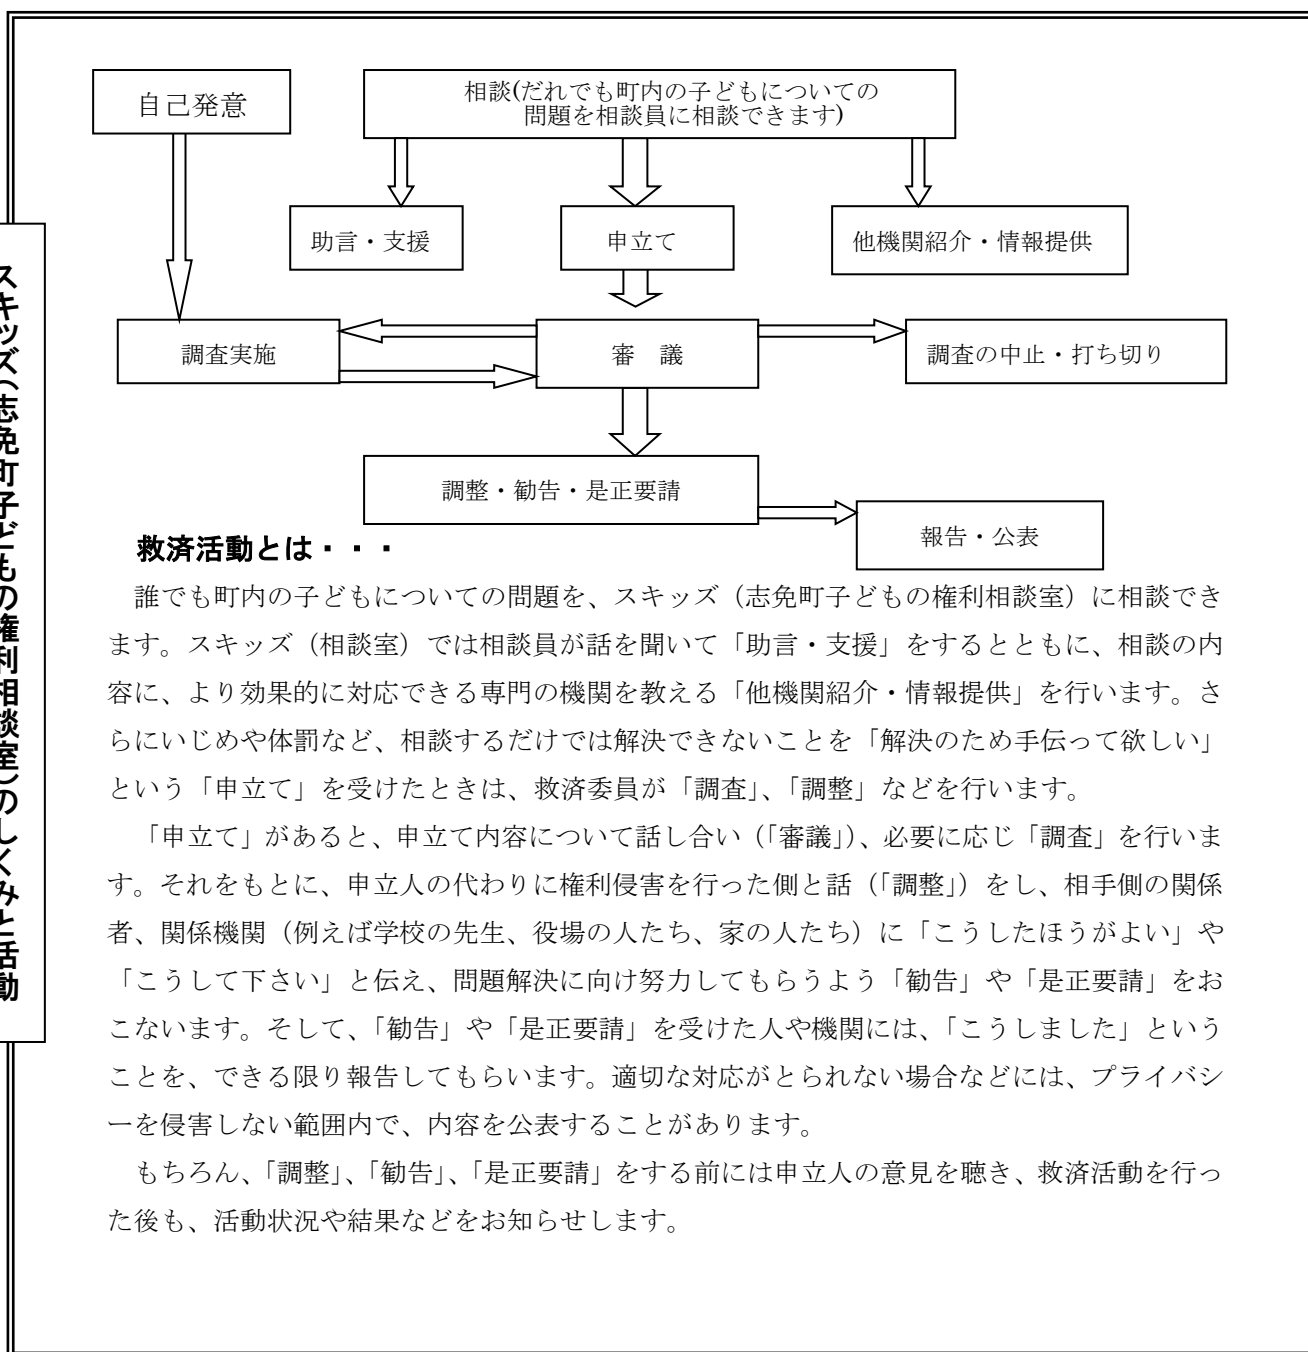 自己発意
相談(だれでも町内の子どもについての
問題を相談員に相談できます)
助言・支援
申立て
他機関紹介・情報提供
調査実施
審　議
調査の中止・打ち切り
調整・勧告・是正要請
報告・公表
スキッズ(志免町子どもの権利相談室)のしくみと活動
救済活動とは・・・
誰でも町内の子どもについての問題を、スキッズ（志免町子どもの権利相談室）に相談でき
ます。スキッズ（相談室）では相談員が話を聞いて「助言・支援」をするとともに、相談の内
容に、より効果的に対応できる専門の機関を教える「他機関紹介・情報提供」を行います。さ
らにいじめや体罰など、相談するだけでは解決できないことを「解決のため手伝って欲しい」
という「申立て」を受けたときは、救済委員が「調査」、「調整」などを行います。
「申立て」があると、申立て内容について話し合い（「審議」）、必要に応じ「調査」を行いま
す。それをもとに、申立人の代わりに権利侵害を行った側と話（「調整」）をし、相手側の関係
者、関係機関（例えば学校の先生、役場の人たち、家の人たち）に「こうしたほうがよい」や
「こうして下さい」と伝え、問題解決に向け努力してもらうよう「勧告」や「是正要請」をお
こないます。そして、「勧告」や「是正要請」を受けた人や機関には、「こうしました」という
ことを、できる限り報告してもらいます。適切な対応がとられない場合などには、プライバシ
ーを侵害しない範囲内で、内容を公表することがあります。
もちろん、「調整」、「勧告」、「是正要請」をする前には申立人の意見を聴き、救済活動を行っ
た後も、活動状況や結果などをお知らせします。